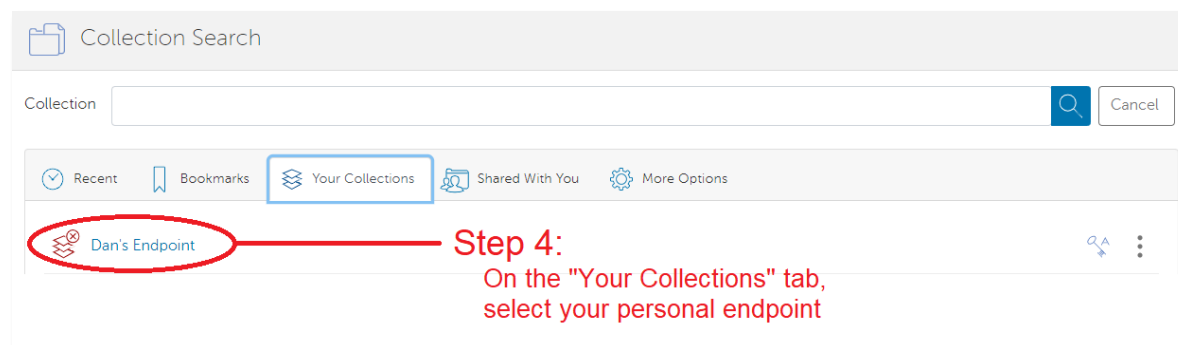 Collection Search
Collection
Cancel
Recent Bookmarks Your Collections Shared With You More Options
Dan's Endpoint
Step 4:
On the "Your Collections" tab,
select your personal endpoint